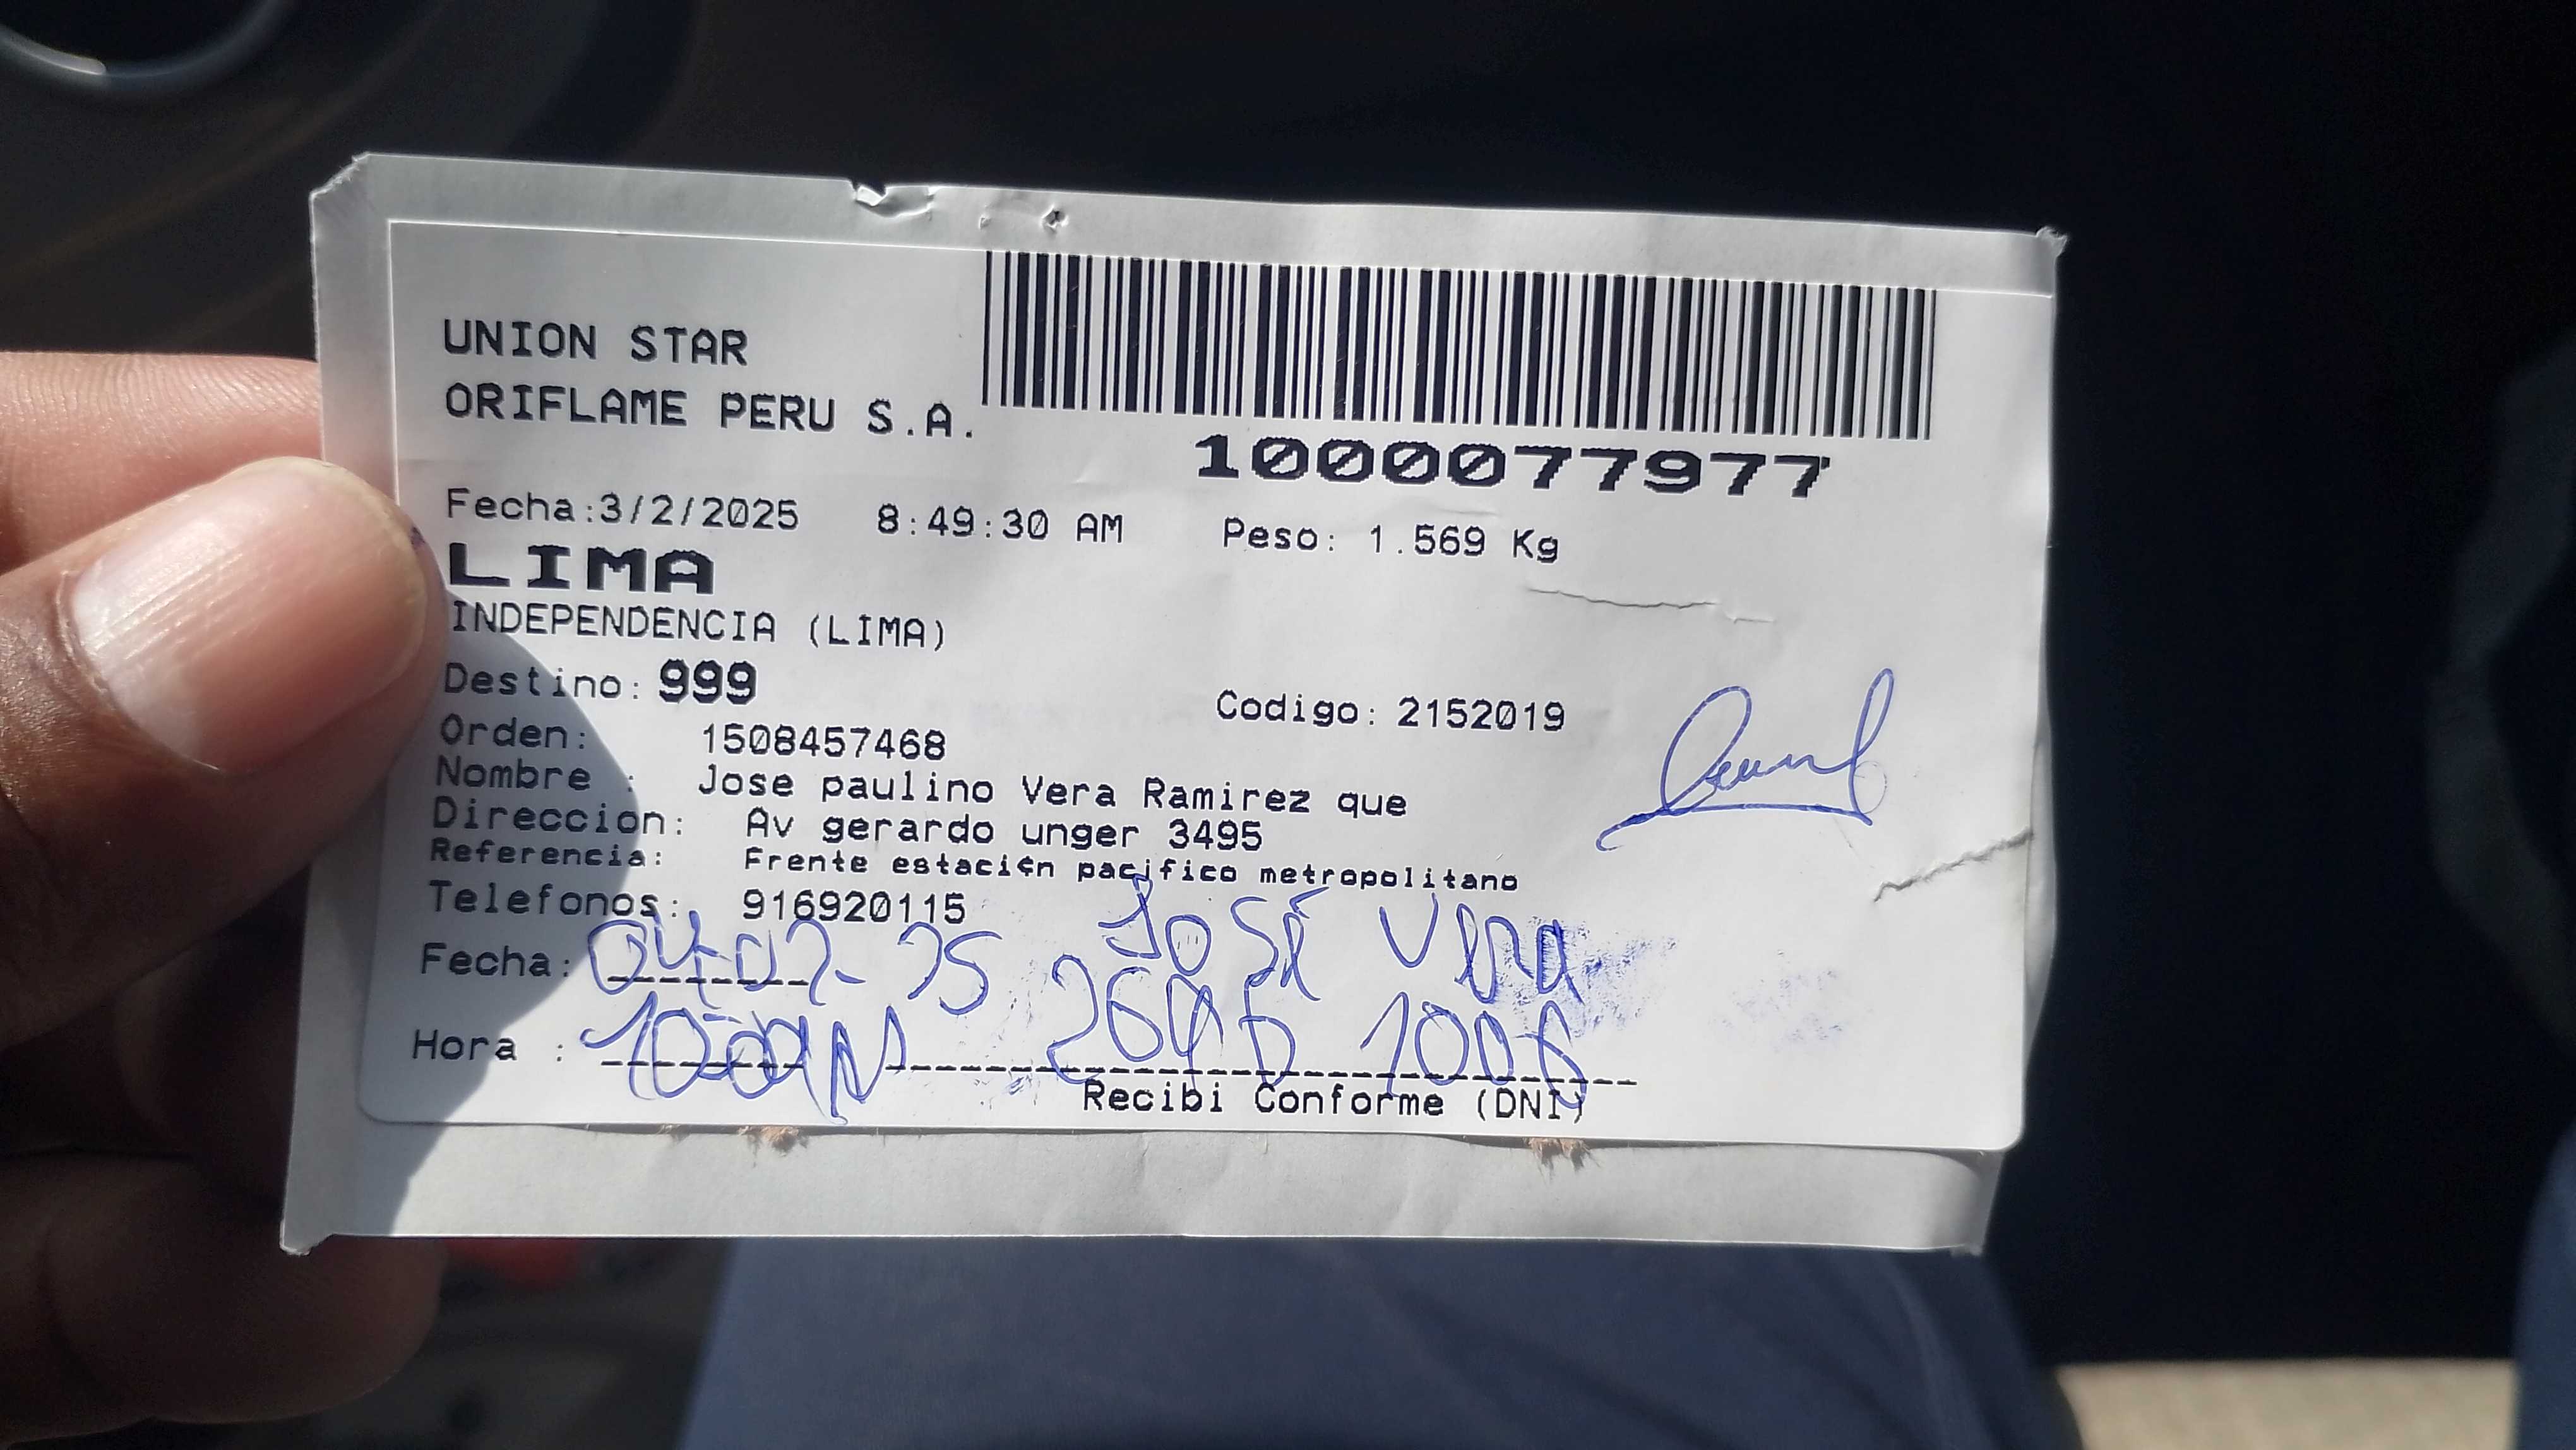 UNION STAR
ORIFLAME PERU S.A.
1000077977
Fecha:3/2/2025 8:49:30 AM Peso: 1.569 Kg
LIMA
INDEPENDENCIA (LIMA)
Destino: 999
Codigo: 2152019
Orden: 1508457468
Nombre : Jose paulino Vera Ramirez que
Direccion: Av gerardo unger 3495
Referencia: Frente estaci¢n pacifico metropolitano
Telefonos: 916920115
José Vera
Fecha: 04-02-25
Hora :
Recibi Conforme (DNI)